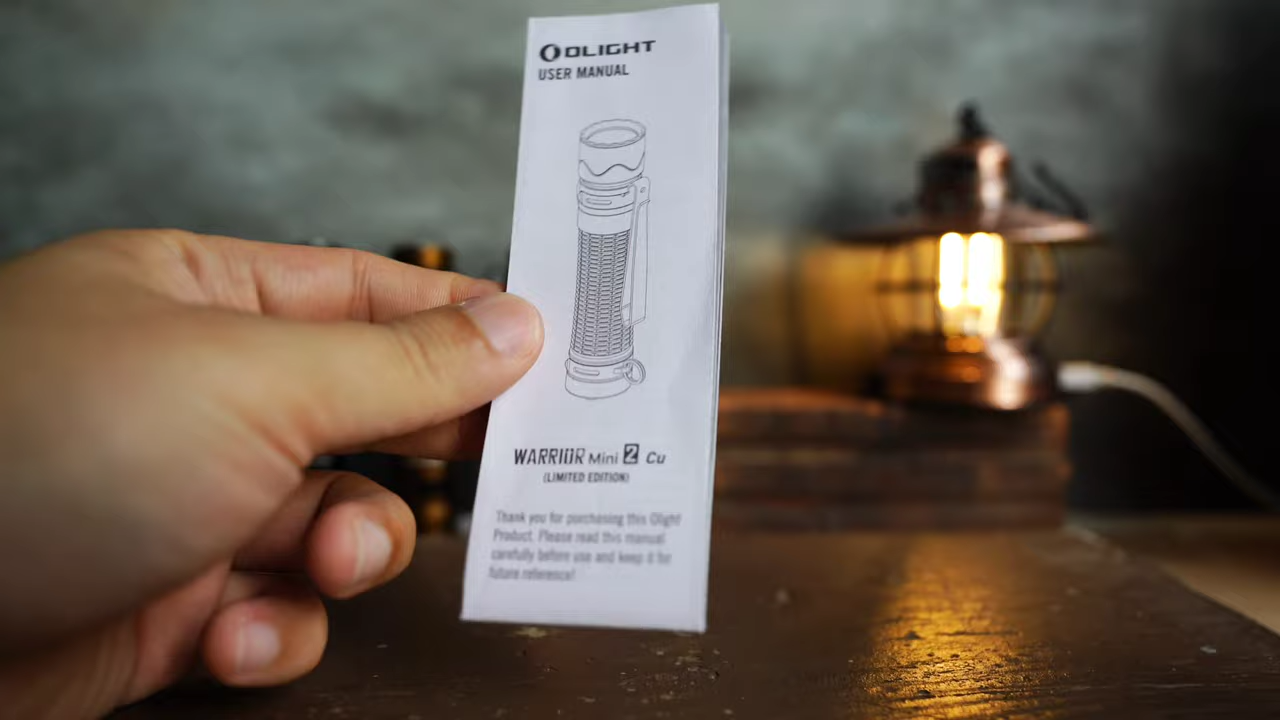 OLIGHT
USER MANUAL
WARRIOR Mini 2 Cu
(LIMITED EDITION)
Thank you for purchasing this Olight
Product. Please read this manual
carefully before use and keep it for
future reference!